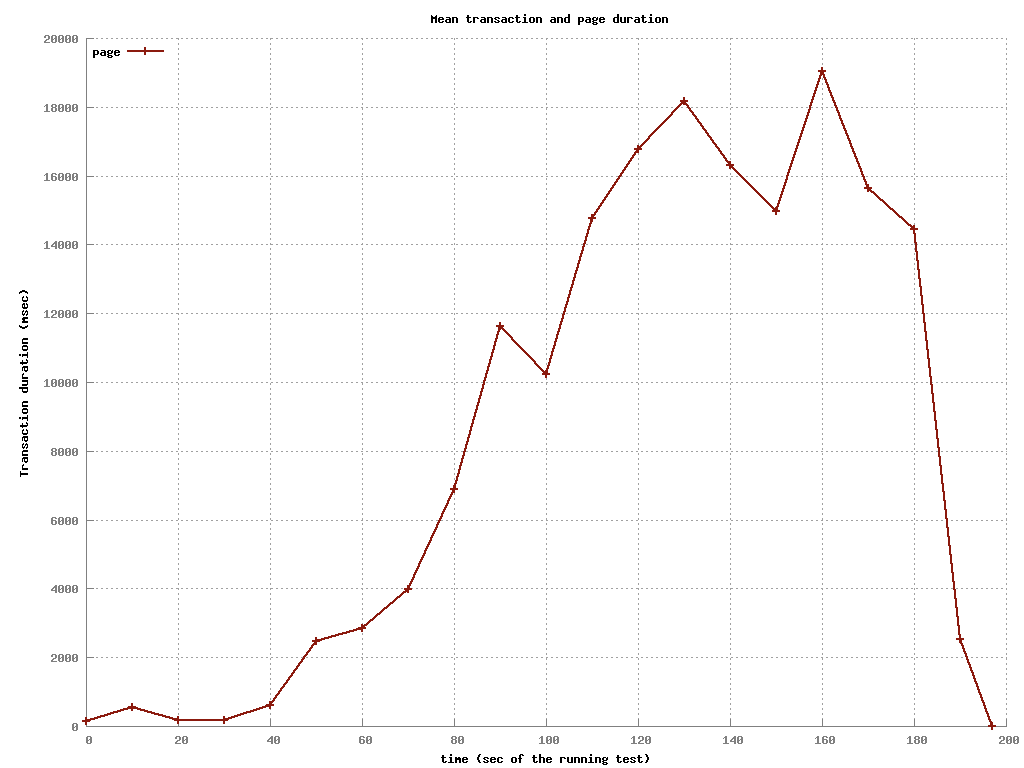 Mean transaction and page duration
20000
page
18000
16000
14000
12000
10000
8000
6000
4000
2000
0
Transaction duration (msec)
0 20 40 60 80 100 120 140 160 180 200
time (sec of the running test)